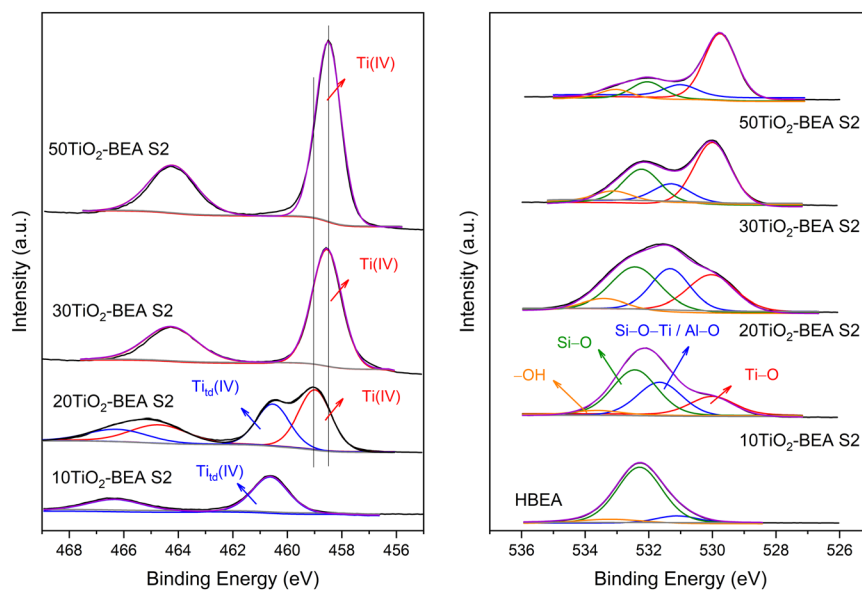 Intensity (a.u.)
50TiO₂-BEA S2
Ti(IV)
30TiO₂-BEA S2
Ti(IV)
20TiO₂-BEA S2
Ti_td(IV)
Ti(IV)
10TiO₂-BEA S2
Ti_td(IV)
468 466 464 462 460 458 456
Binding Energy (eV)
Intensity (a.u.)
50TiO₂-BEA S2
30TiO₂-BEA S2
20TiO₂-BEA S2
Si–O–Ti / Al–O
Si–O
–OH
Ti–O
10TiO₂-BEA S2
HBEA
536 534 532 530 528 526
Binding Energy (eV)